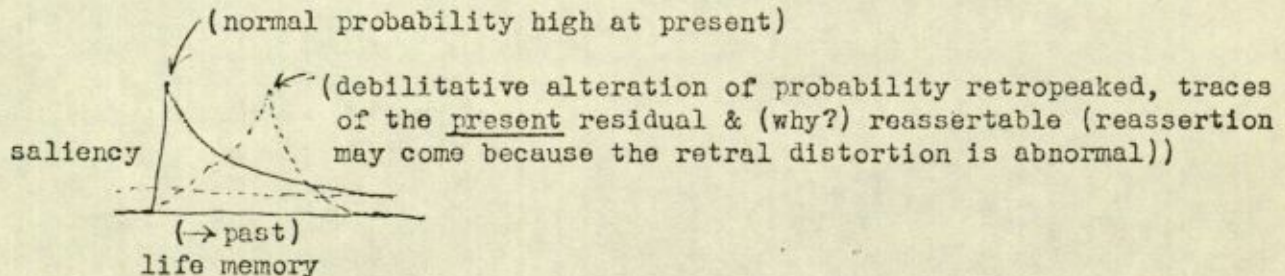 (normal probability high at present)
(debilitative alteration of probability retropeaked, traces
of the present residual & (why?) reassertable (reassertion
may come because the retral distortion is abnormal))
saliency
(→ past)
life memory